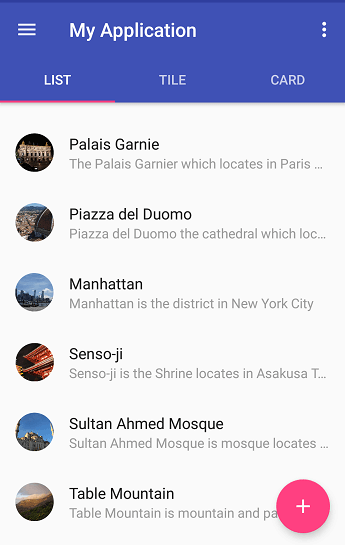 My Application
LIST
TILE
CARD
Palais Garnie
The Palais Garnier which locates in Paris ...
Piazza del Duomo
Piazza del Duomo the cathedral which loc...
Manhattan
Manhattan is the district in New York City
Senso-ji
Senso-ji is the Shrine locates in Asakusa T...
Sultan Ahmed Mosque
Sultan Ahmed Mosque is mosque locates ...
Table Mountain
Table Mountain is mountain and